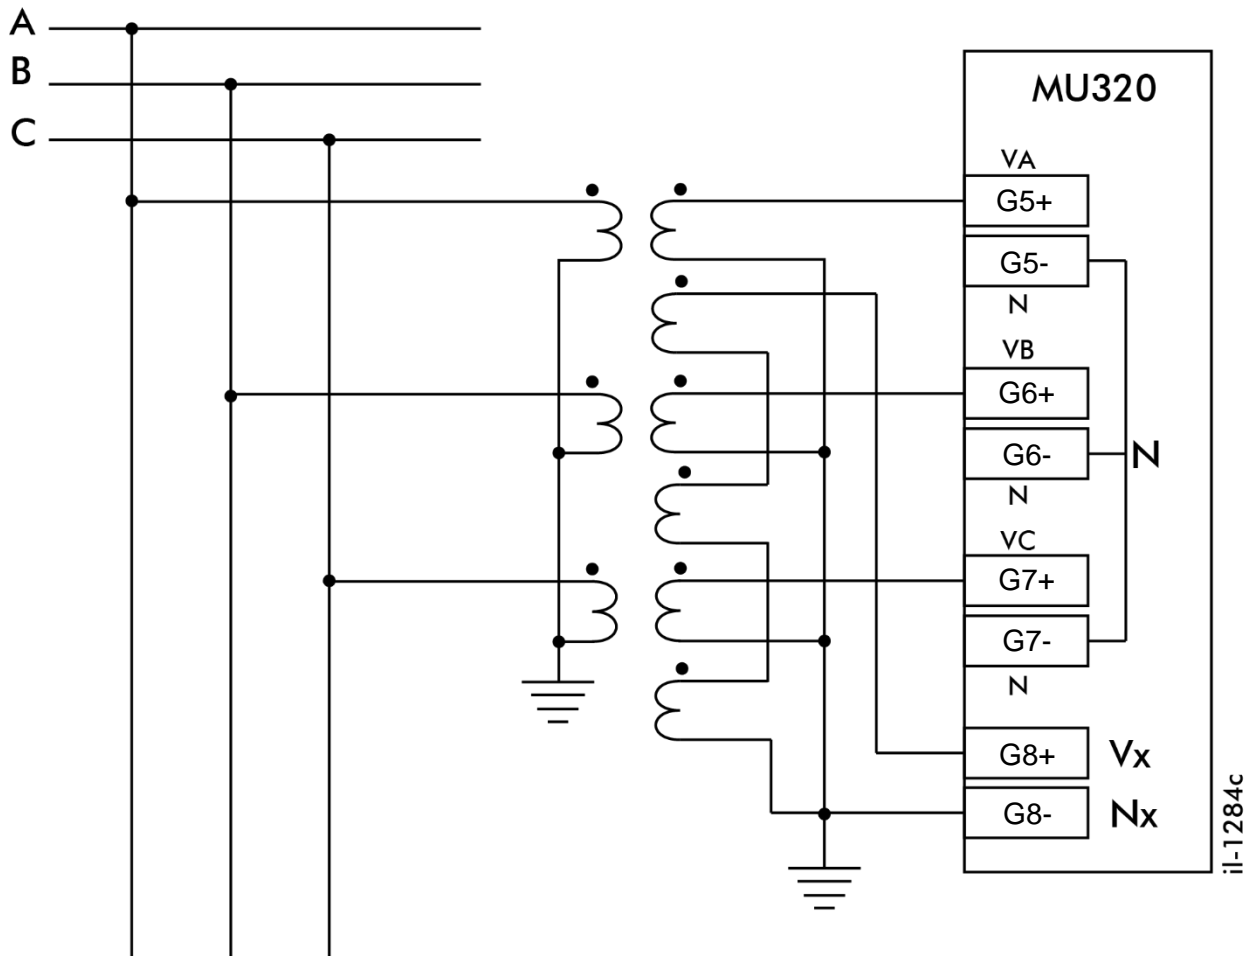 A
B
C
MU320
VA
G5+
G5-
N
VB
G6+
G6-
N
N
VC
G7+
G7-
N
G8+ Vx
G8- Nx
il-1284c